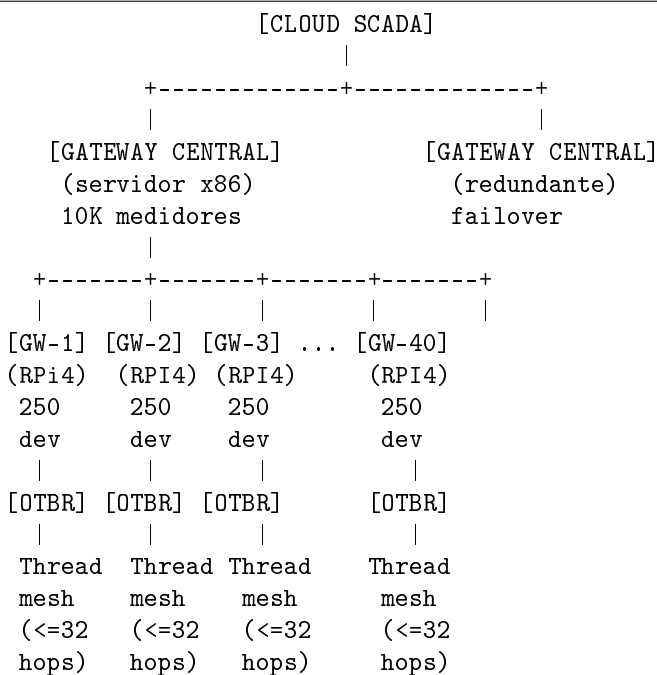 [CLOUD SCADA]
|
+-------------+-------------+
| |
[GATEWAY CENTRAL] [GATEWAY CENTRAL]
(servidor x86) (redundante)
10K medidores failover
|
+-------+-------+-------+-------+
| | | | |
[GW-1] [GW-2] [GW-3] ... [GW-40]
(RPi4) (RPI4) (RPI4) (RPI4)
250 250 250 250
dev dev dev dev
| | | |
[OTBR] [OTBR] [OTBR] [OTBR]
| | | |
Thread Thread Thread Thread
mesh mesh mesh mesh
(<=32 (<=32 (<=32 (<=32
hops) hops) hops) hops)